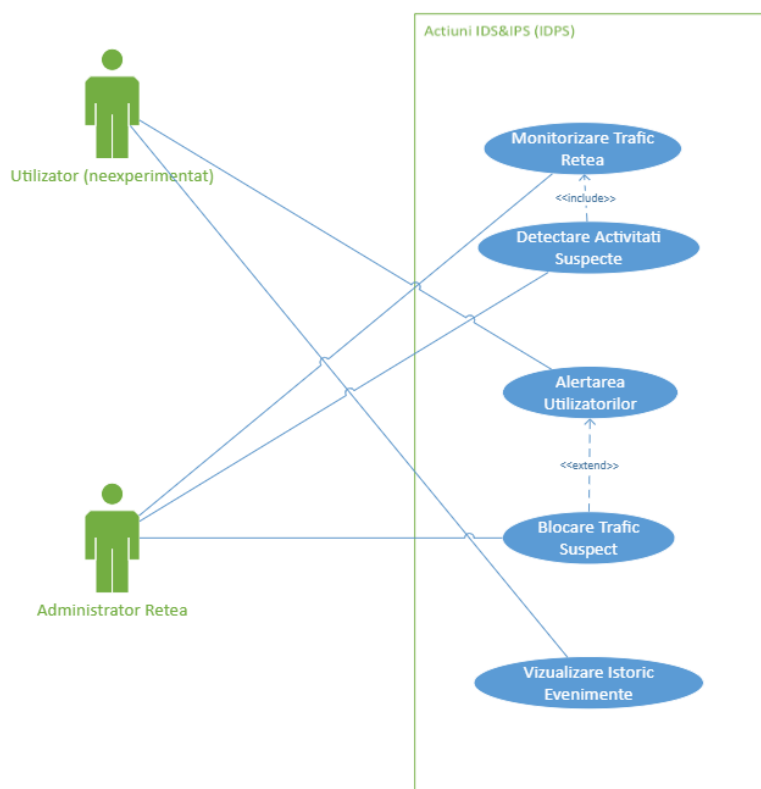 Actiuni IDS&IPS (IDPS)
Utilizator (neexperimentat)
Monitorizare Trafic
Retea
<<include>>
Detectare Activitati
Suspecte
Alertarea
Utilizatorilor
<<extend>>
Blocare Trafic
Suspect
Administrator Retea
Vizualizare Istoric
Evenimente